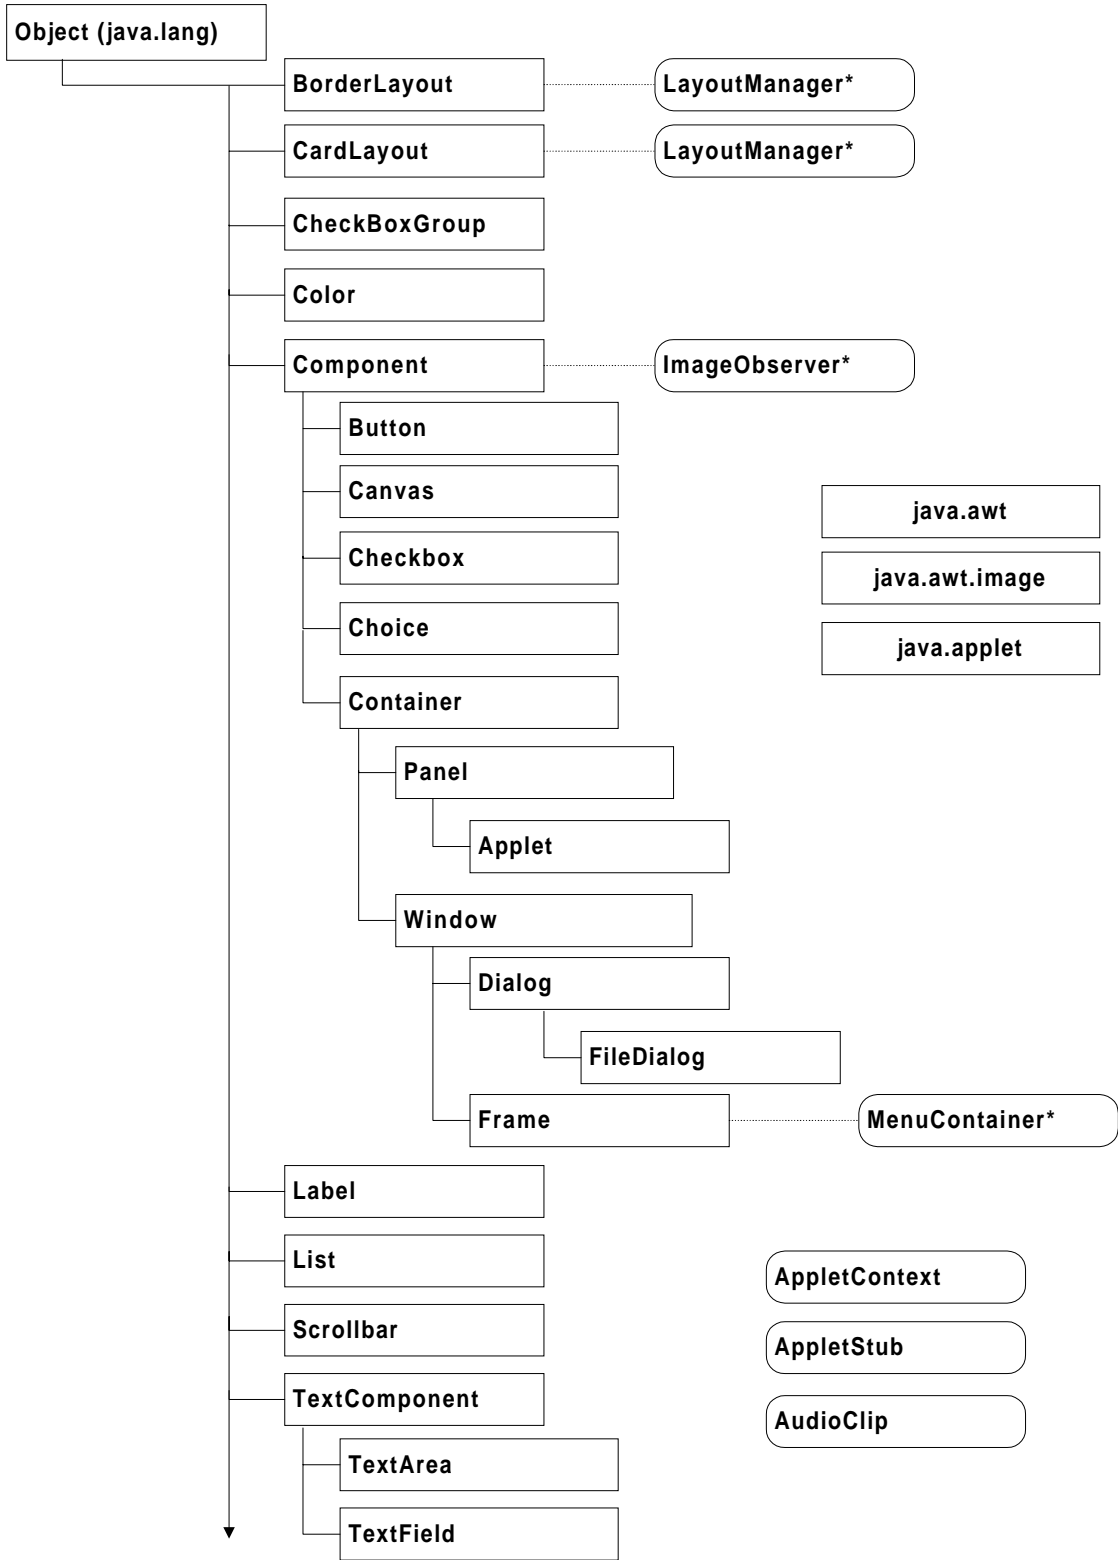 Object (java.lang)
BorderLayout
LayoutManager*
CardLayout
LayoutManager*
CheckBoxGroup
Color
Component
ImageObserver*
Button
Canvas
java.awt
Checkbox
java.awt.image
Choice
java.applet
Container
Panel
Applet
Window
Dialog
FileDialog
Frame
MenuContainer*
Label
List
AppletContext
Scrollbar
AppletStub
TextComponent
AudioClip
TextArea
TextField